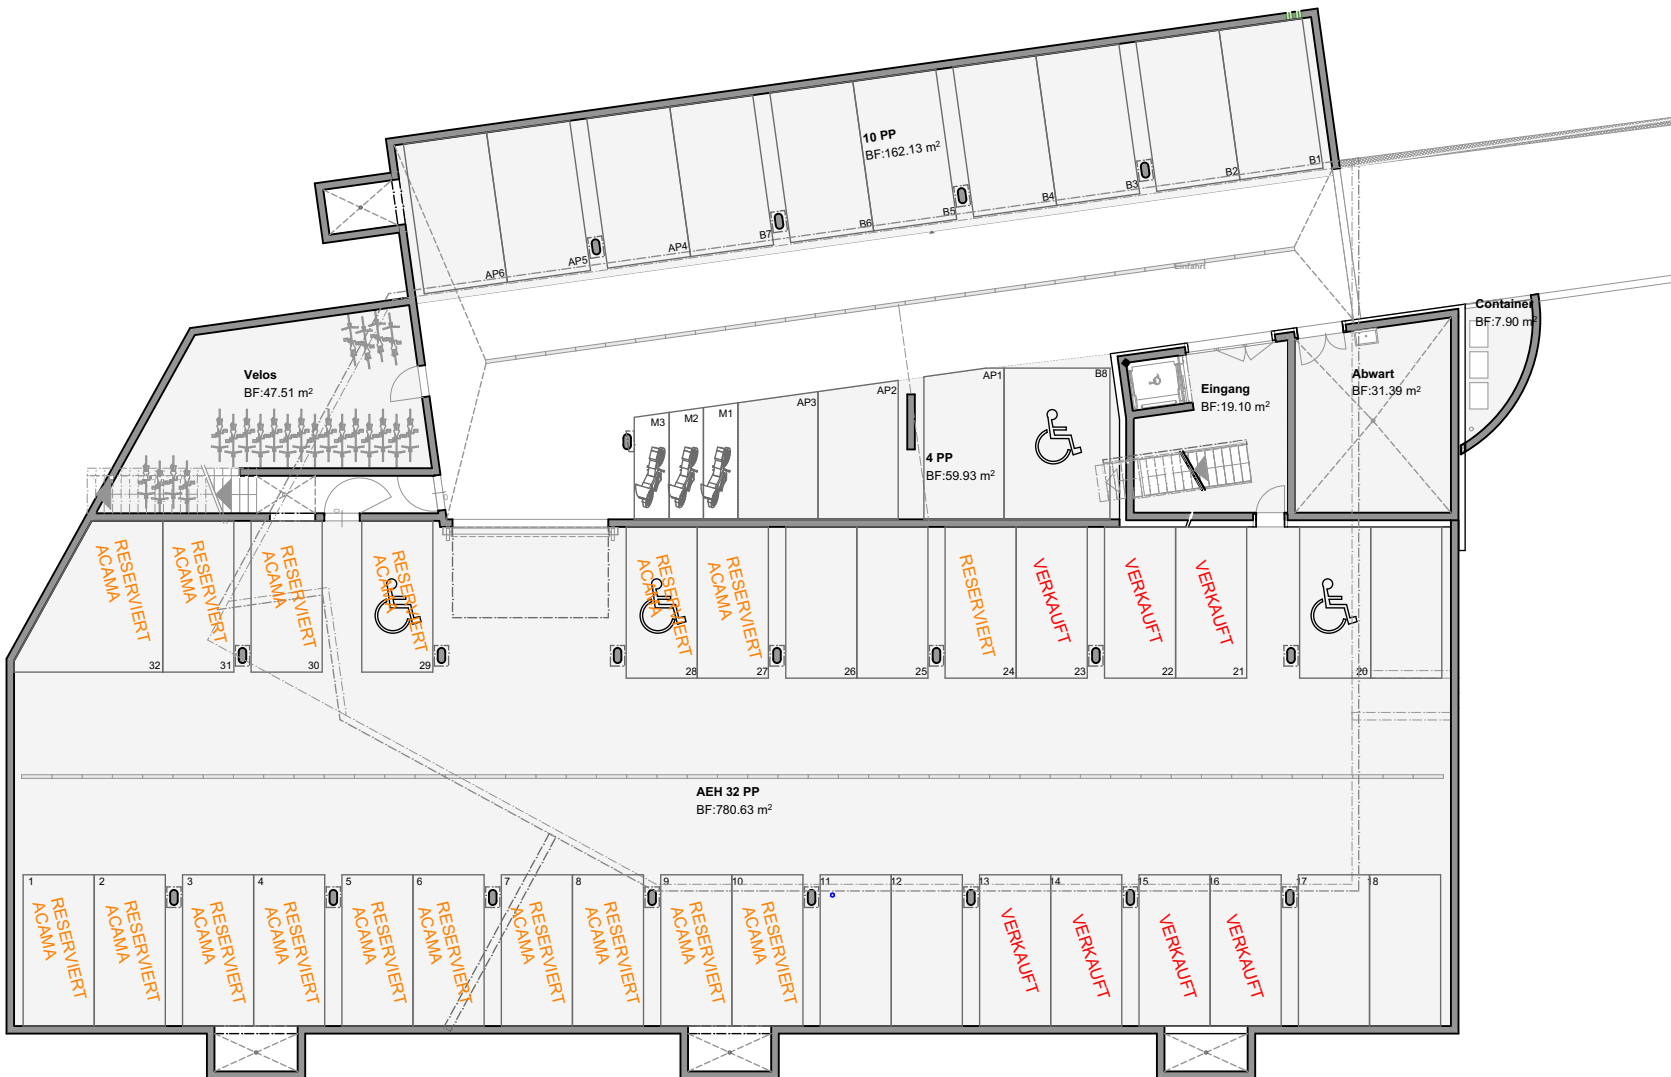 10 PP
BF:162.13 m²
B1
B2
B3
B4
B5
B6
B7
AP4
AP5
AP6
Einfahrt
Container
BF:7.90 m²
Velos
BF:47.51 m²
M3
M2
M1
AP3
AP2
AP1
B8
4 PP
BF:59.93 m²
Eingang
BF:19.10 m²
Abwart
BF:31.39 m²
RESERVIERT
ACAMA
32
RESERVIERT
ACAMA
31
RESERVIERT
ACAMA
30
RESERVIERT
ACAMA
29
RESERVIERT
ACAMA
28
RESERVIERT
ACAMA
27
26
25
RESERVIERT
24
VERKAUFT
23
VERKAUFT
22
VERKAUFT
21
20
AEH 32 PP
BF:780.63 m²
1
RESERVIERT
ACAMA
2
RESERVIERT
ACAMA
3
RESERVIERT
ACAMA
4
RESERVIERT
ACAMA
5
RESERVIERT
ACAMA
6
RESERVIERT
ACAMA
7
RESERVIERT
ACAMA
8
RESERVIERT
ACAMA
9
RESERVIERT
ACAMA
10
RESERVIERT
ACAMA
11
12
13
VERKAUFT
14
VERKAUFT
15
VERKAUFT
16
VERKAUFT
17
18